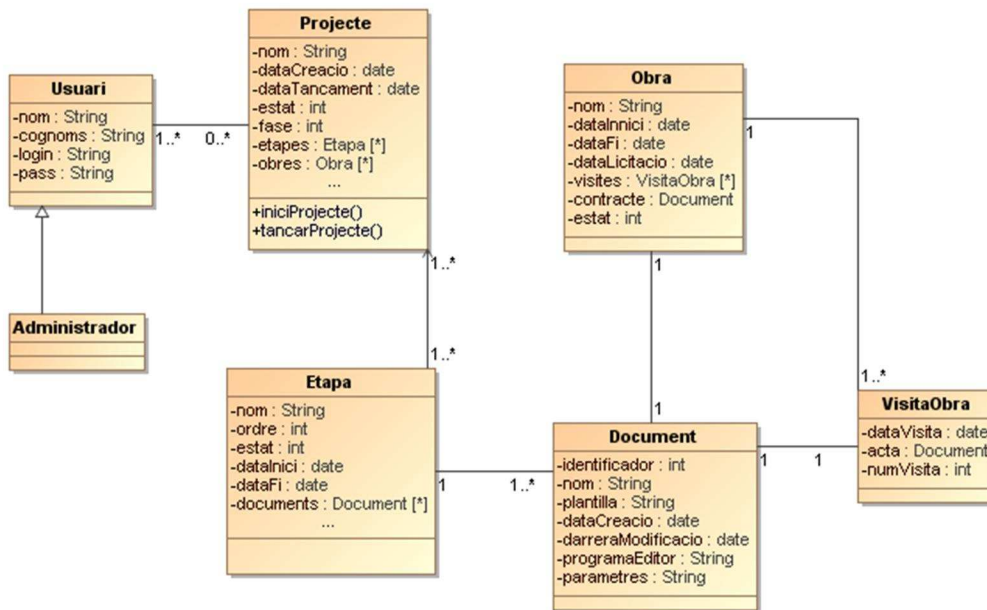 Projecte
-nom : String
-dataCreacio : date
-dataTancament : date
-estat : int
-fase : int
-etapes : Etapa [*]
-obres : Obra [*]
...
+iniciProjecte()
+tancarProjecte()
Usuari
-nom : String
-cognoms : String
-login : String
-pass : String
1..*
0..*
Administrador
1..*
1..*
Etapa
-nom : String
-ordre : int
-estat : int
-dataInici : date
-dataFi : date
-documents : Document [*]
...
1
1..*
Obra
-nom : String
-dataInnici : date
-dataFi : date
-dataLicitacio : date
-visites : VisitaObra [*]
-contracte : Document
-estat : int
1
1
1
1..*
Document
-identificador : int
-nom : String
-plantilla : String
-dataCreacio : date
-darreraModificacio : date
-programaEditor : String
-parametres : String
1
1
VisitaObra
-dataVisita : date
-acta : Document
-numVisita : int